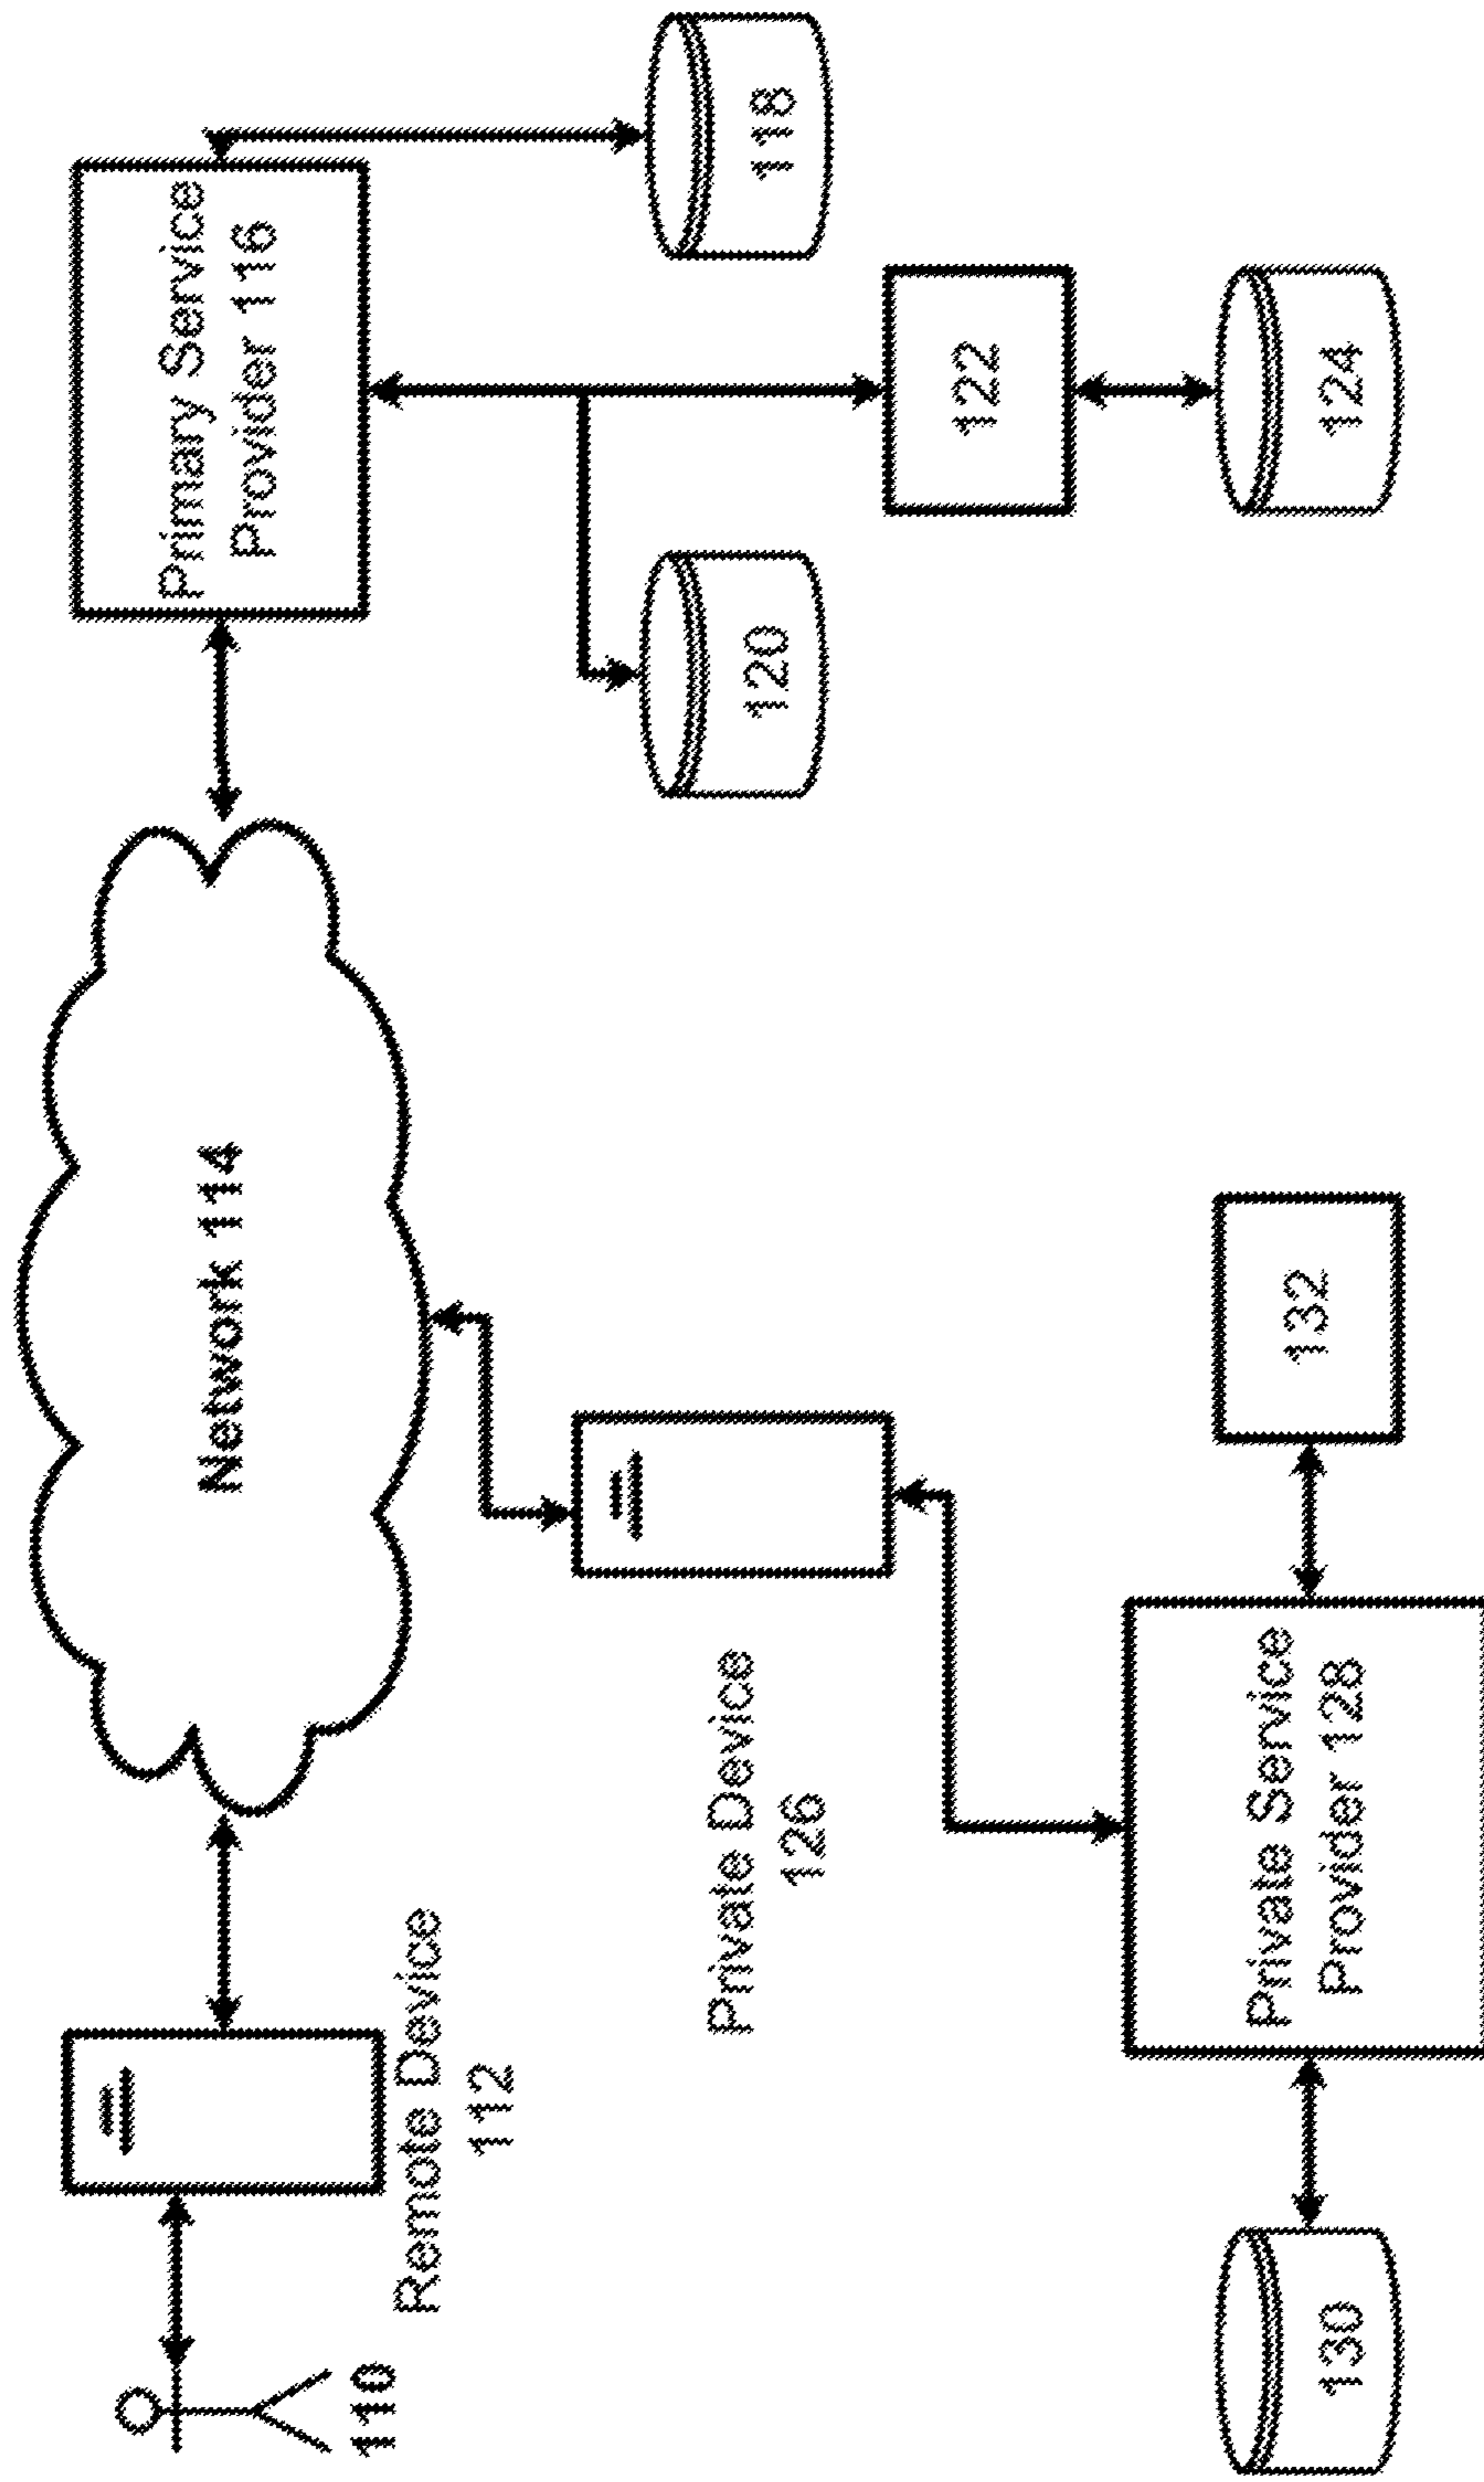 110
Remote Device
112
Network 114
Primary Service
Provider 116
118
120
122
124
Private Device
126
Private Service
Provider 128
130
132